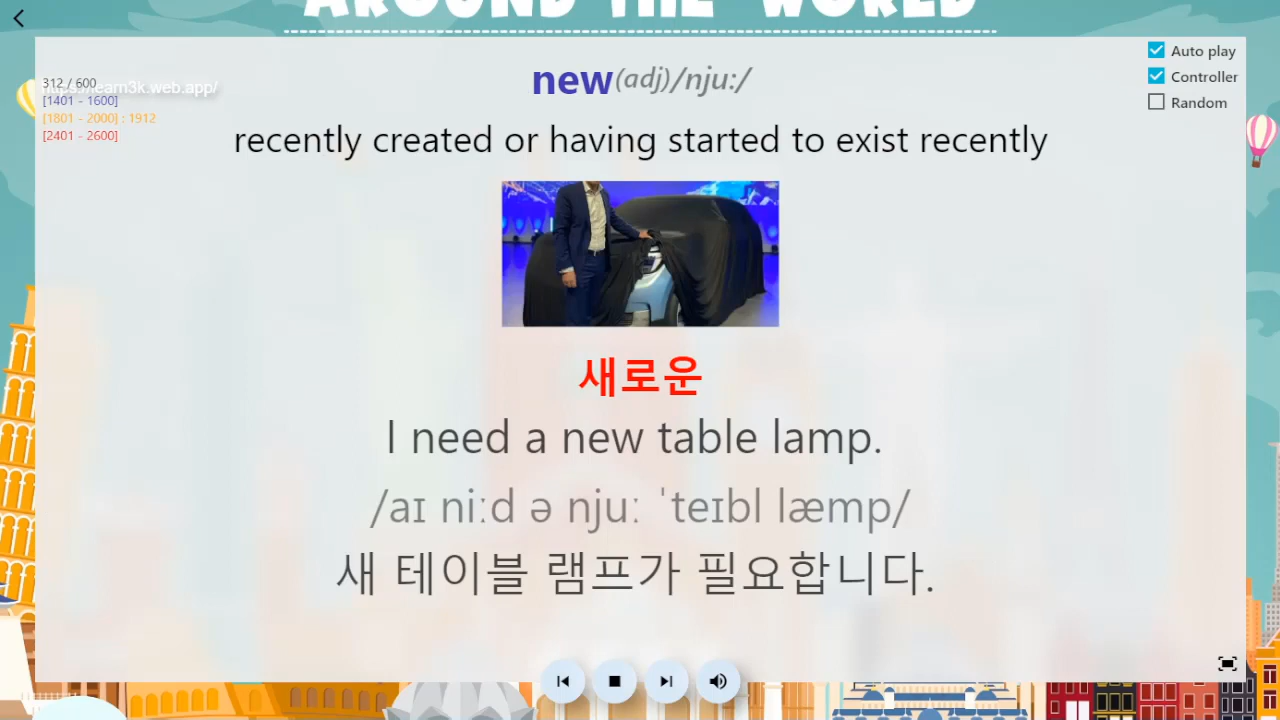 AROUND THE WORLD
312 / 600
https://learn3k.web.app/
[1401 - 1600]
[1801 - 2000] : 1912
[2401 - 2600]
Auto play
Controller
Random
new(adj)/nju:/
recently created or having started to exist recently
새로운
I need a new table lamp.
/aɪ niːd ə njuː ˈteɪbl læmp/
새 테이블 램프가 필요합니다.